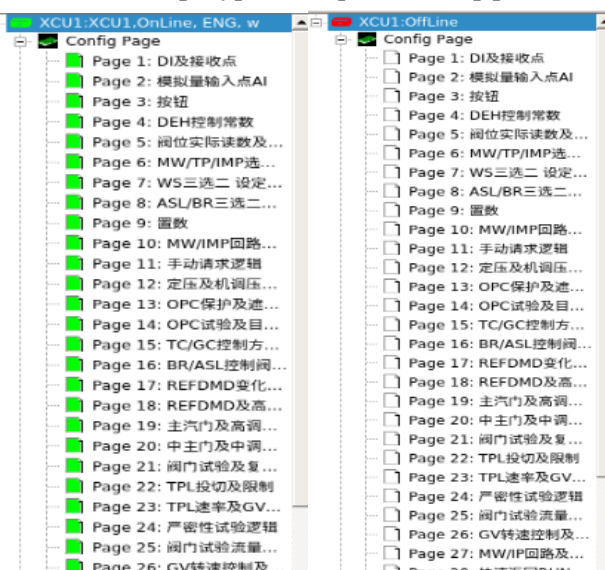 XCU1:XCU1,OnLine, ENG, w
Config Page
Page 1: DI及接收点
Page 2: 模拟量输入点AI
Page 3: 按钮
Page 4: DEH控制常数
Page 5: 阀位实际读数及...
Page 6: MW/TP/IMP选...
Page 7: WS三选二 设定...
Page 8: ASL/BR三选二...
Page 9: 置数
Page 10: MW/IMP回路...
Page 11: 手动请求逻辑
Page 12: 定压及机调压...
Page 13: OPC保护及遮...
Page 14: OPC试验及目...
Page 15: TC/GC控制方...
Page 16: BR/ASL控制阀...
Page 17: REFDMD变化...
Page 18: REFDMD及高...
Page 19: 主汽门及高调...
Page 20: 中主门及中调...
Page 21: 阀门试验及复...
Page 22: TPL投切及限制
Page 23: TPL速率及GV...
Page 24: 严密性试验逻辑
Page 25: 阀门试验流量...
Page 26: GV转速控制及...
XCU1:OffLine
Config Page
Page 1: DI及接收点
Page 2: 模拟量输入点AI
Page 3: 按钮
Page 4: DEH控制常数
Page 5: 阀位实际读数及...
Page 6: MW/TP/IMP选...
Page 7: WS三选二 设定...
Page 8: ASL/BR三选二...
Page 9: 置数
Page 10: MW/IMP回路...
Page 11: 手动请求逻辑
Page 12: 定压及机调压...
Page 13: OPC保护及遮...
Page 14: OPC试验及目...
Page 15: TC/GC控制方...
Page 16: BR/ASL控制阀...
Page 17: REFDMD变化...
Page 18: REFDMD及高...
Page 19: 主汽门及高调...
Page 20: 中主门及中调...
Page 21: 阀门试验及复...
Page 22: TPL投切及限制
Page 23: TPL速率及GV...
Page 24: 严密性试验逻辑
Page 25: 阀门试验流量...
Page 26: GV转速控制及...
Page 27: MW/IP回路及...